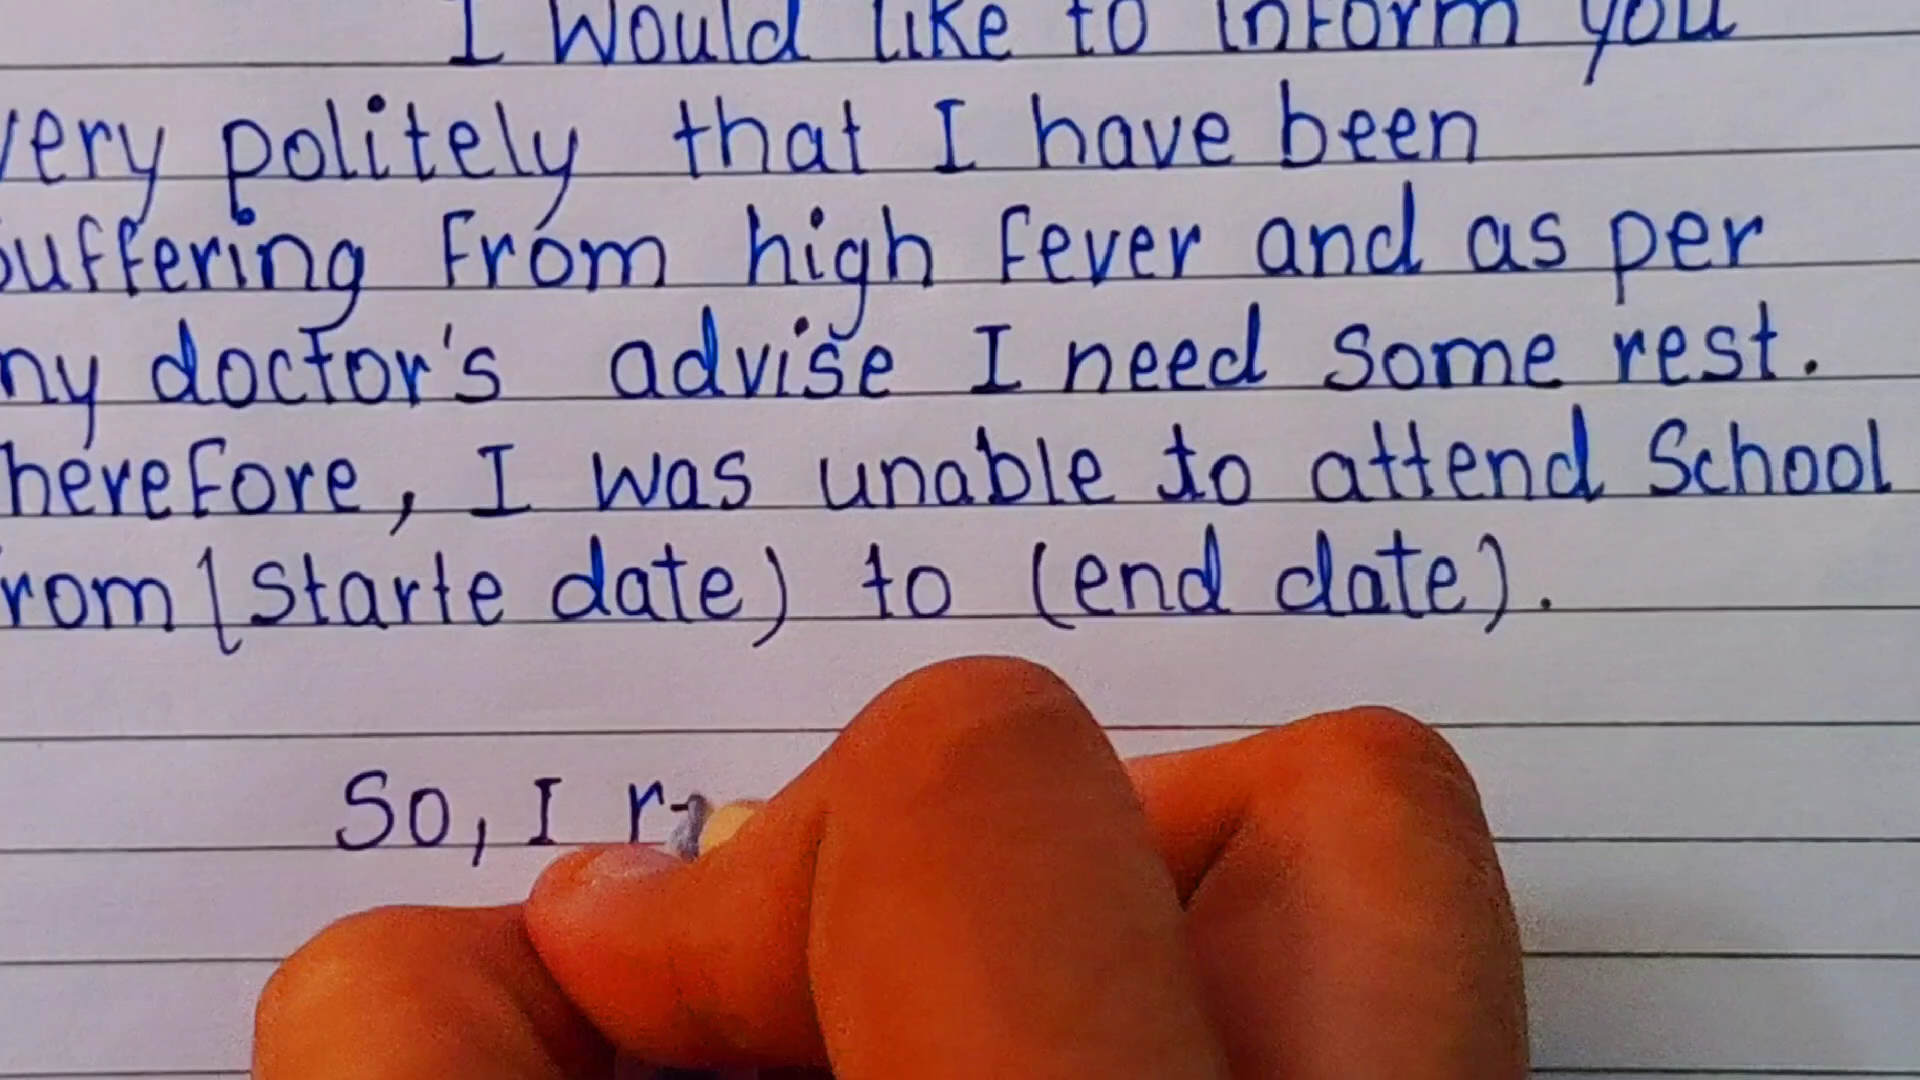 I would like to inform you
very politely that I have been
suffering from high fever and as per
my doctor's advise I need some rest.
herefore, I was unable to attend School
rom (Starte date) to (end date).
So, I r